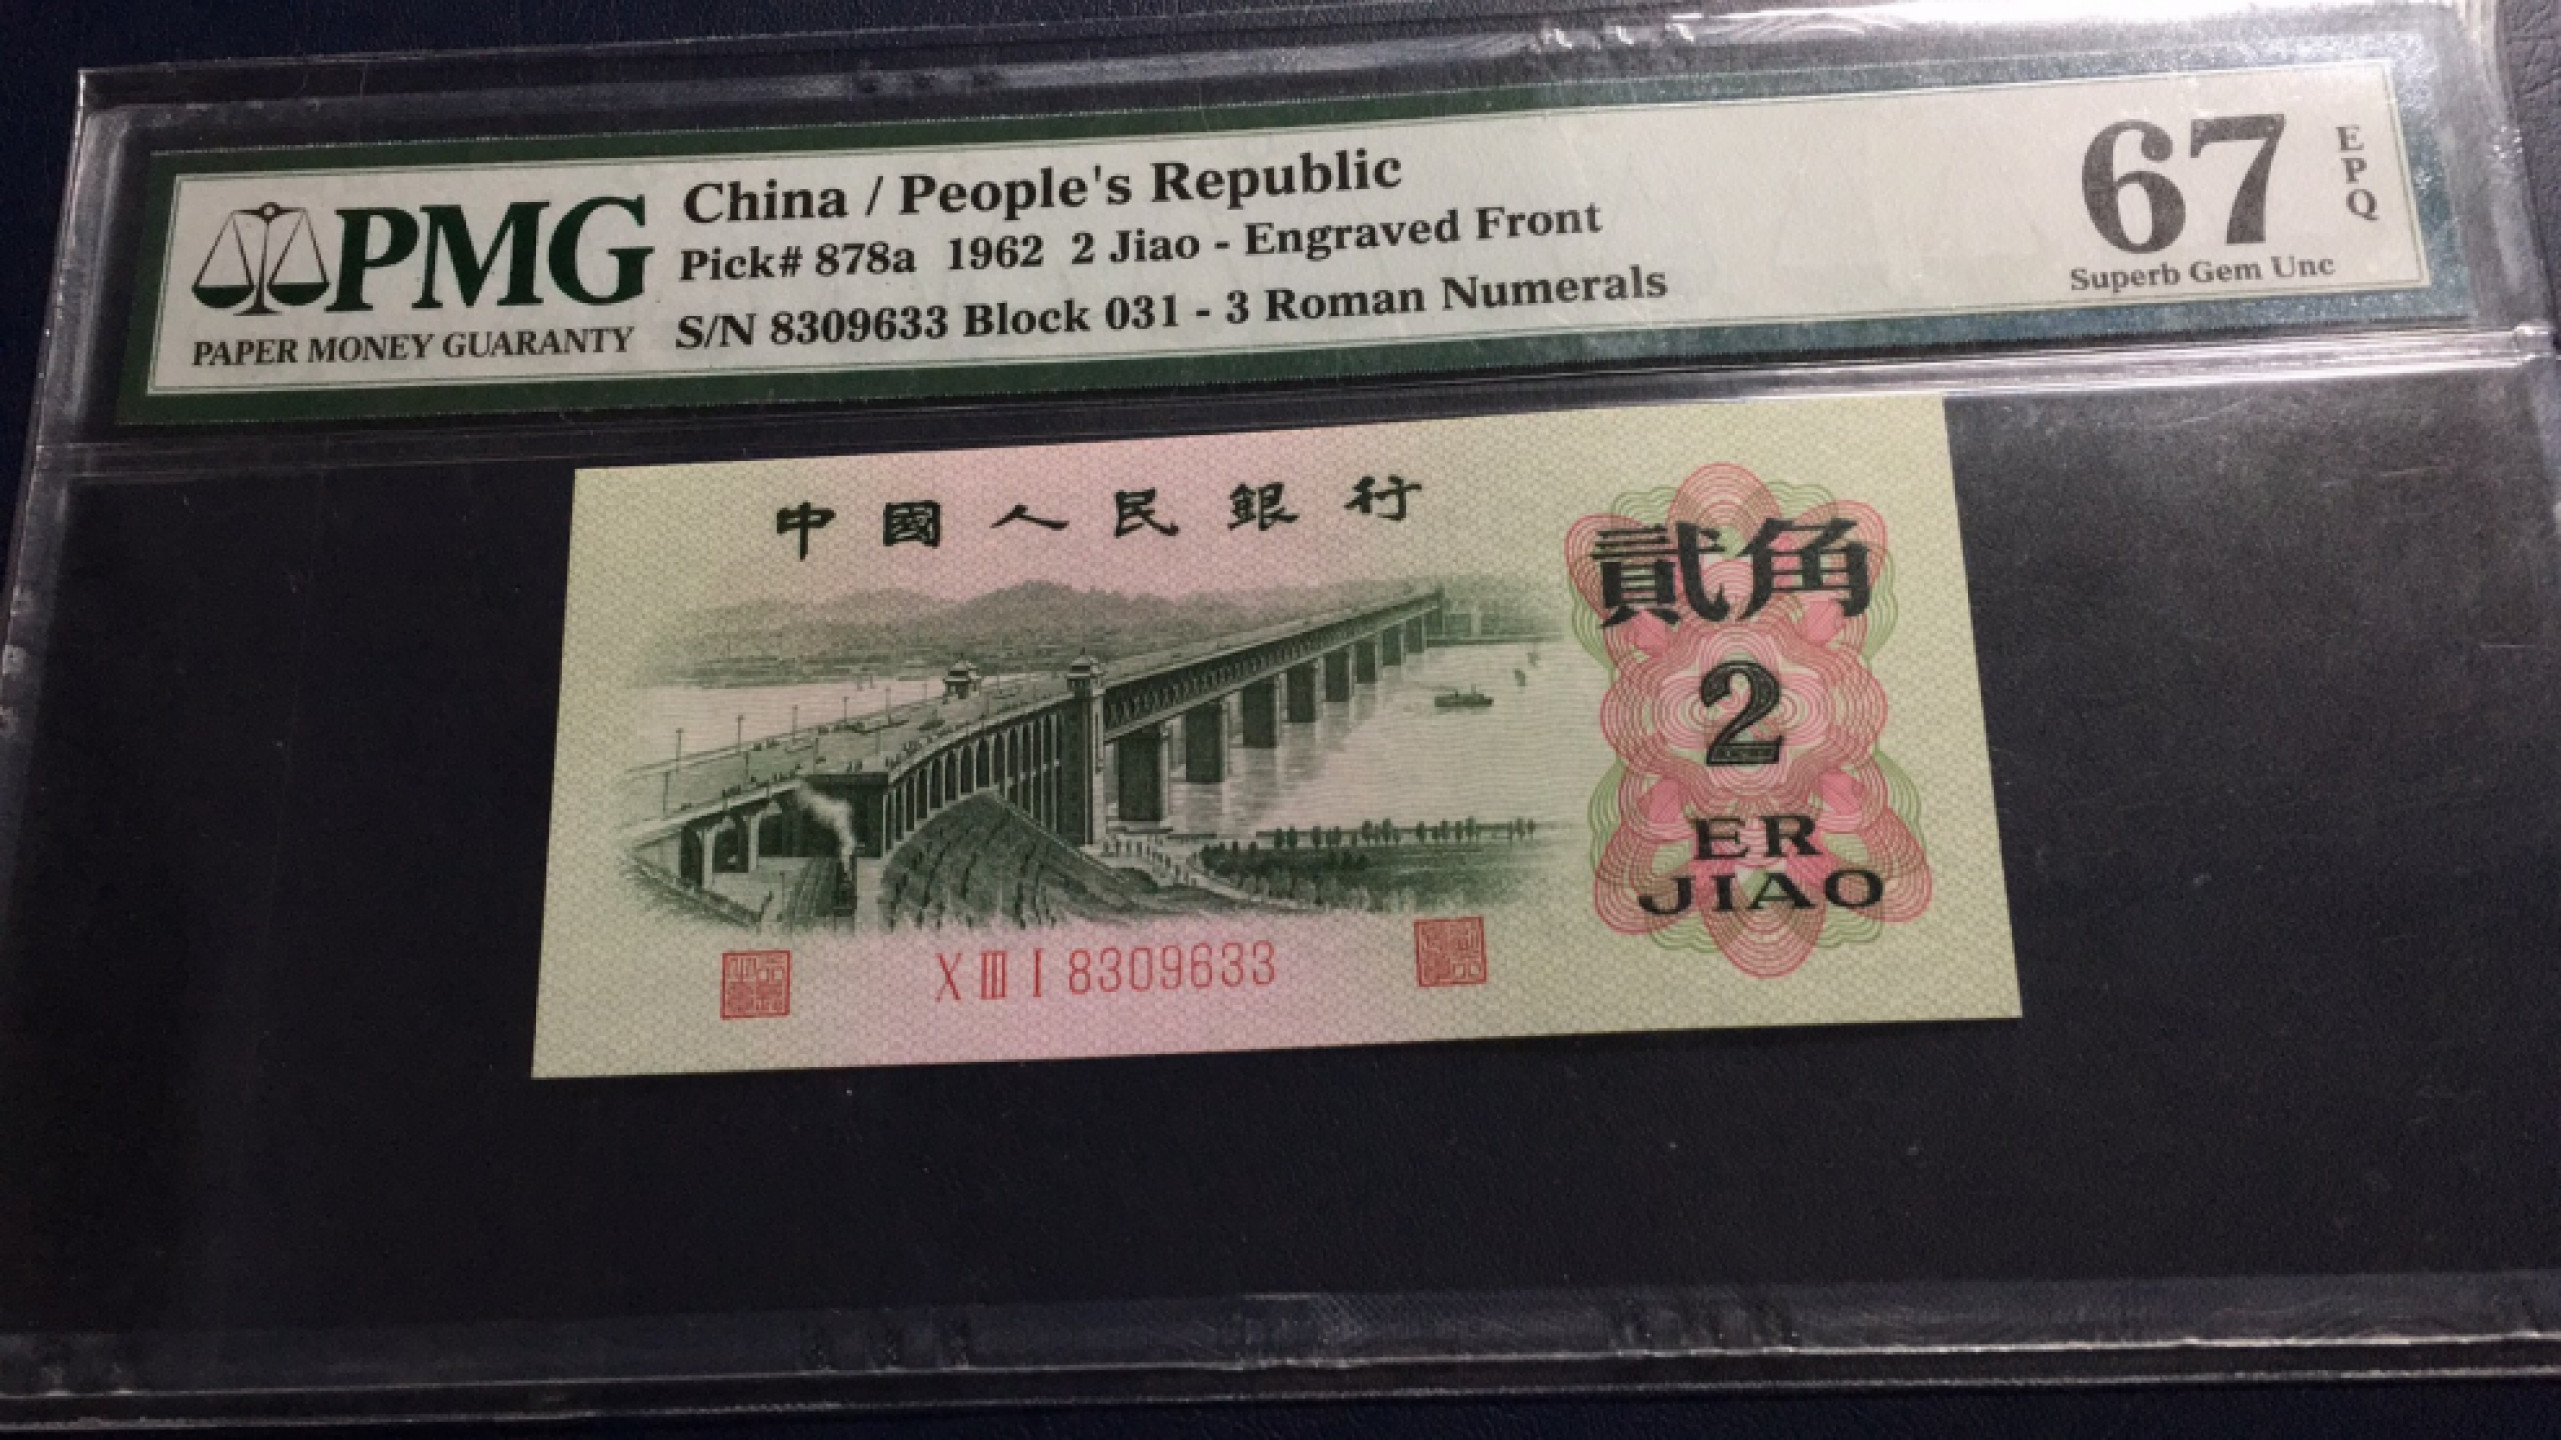 PMG
PAPER MONEY GUARANTY
China / People's Republic
Pick# 878a 1962 2 Jiao - Engraved Front
S/N 8309633 Block 031 - 3 Roman Numerals
67
EPQ
Superb Gem Unc
中國人民銀行
貳角
2
ER
JIAO
X III I 8309633